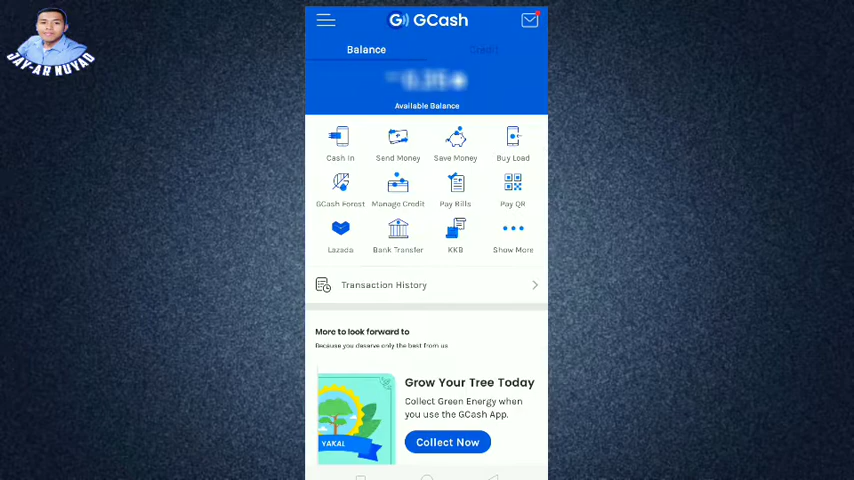 JAY-AR NUYAD
GCash
Balance Credit
Available Balance
Cash In Send Money Save Money Buy Load
GCash Forest Manage Credit Pay Bills Pay QR
Lazada Bank Transfer KKB Show More
Transaction History
More to look forward to
Because you deserve only the best from us
Grow Your Tree Today
Collect Green Energy when
you use the GCash App.
YAKAL
Collect Now